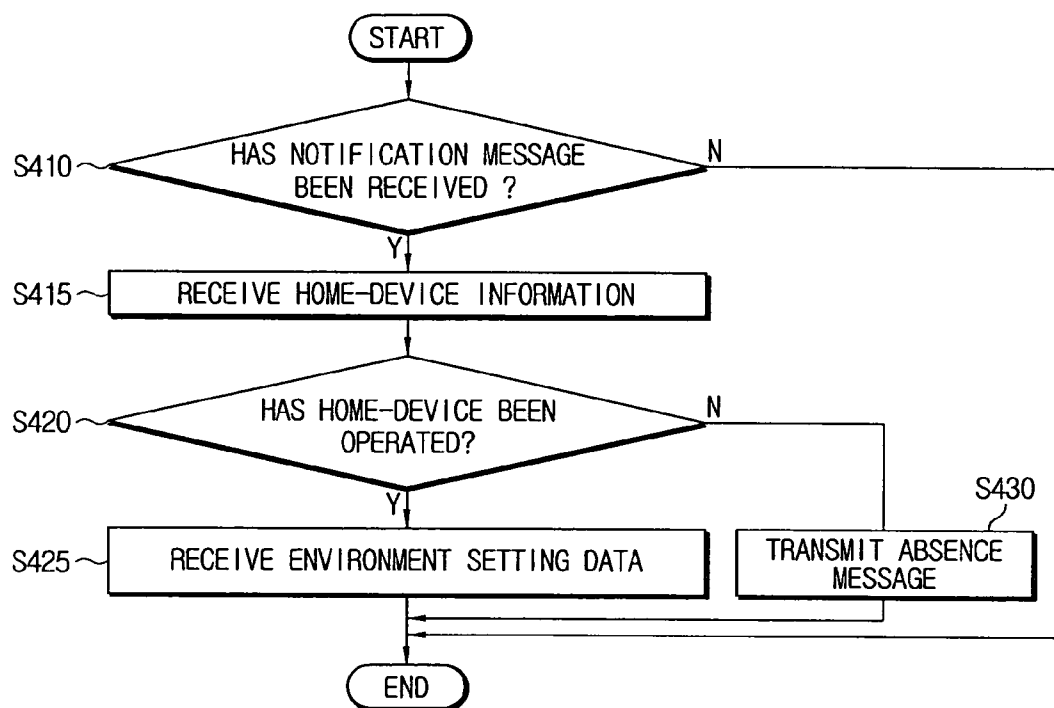 START
S410
HAS NOTIFICATION MESSAGE
BEEN RECEIVED ?
N
Y
S415
RECEIVE HOME-DEVICE INFORMATION
S420
HAS HOME-DEVICE BEEN
OPERATED?
N
Y
S430
S425
RECEIVE ENVIRONMENT SETTING DATA
TRANSMIT ABSENCE
MESSAGE
END